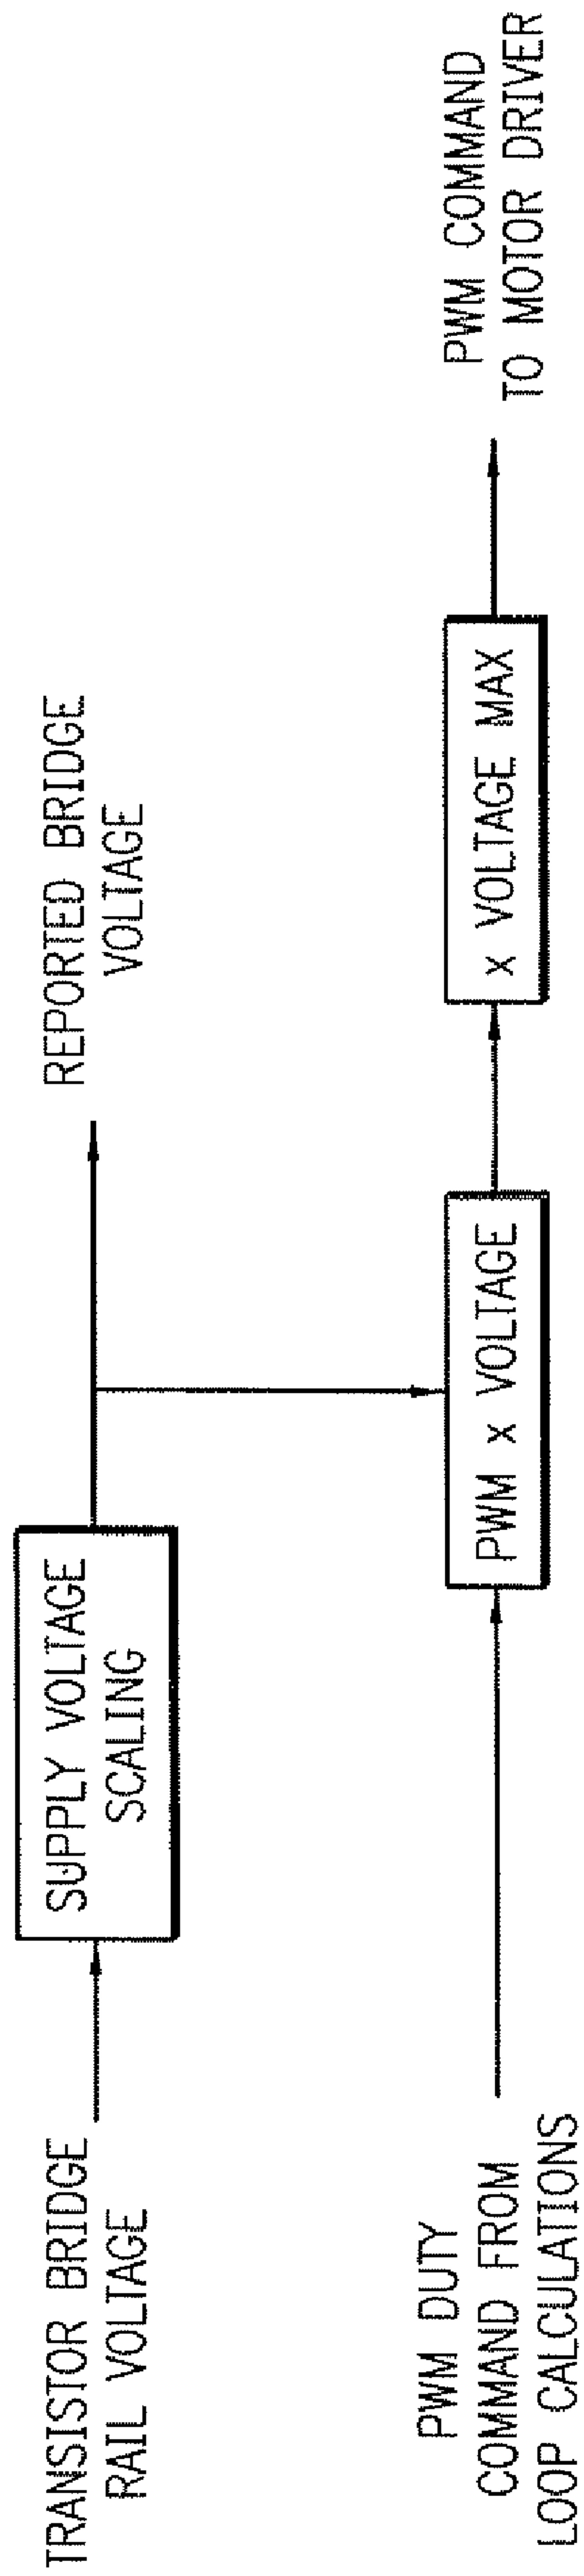 TRANSISTOR BRIDGE
RAIL VOLTAGE
SUPPLY VOLTAGE
SCALING
REPORTED BRIDGE
VOLTAGE
PWM DUTY
COMMAND FROM
LOOP CALCULATIONS
PWM x VOLTAGE
x VOLTAGE MAX
PWM COMMAND
TO MOTOR DRIVER